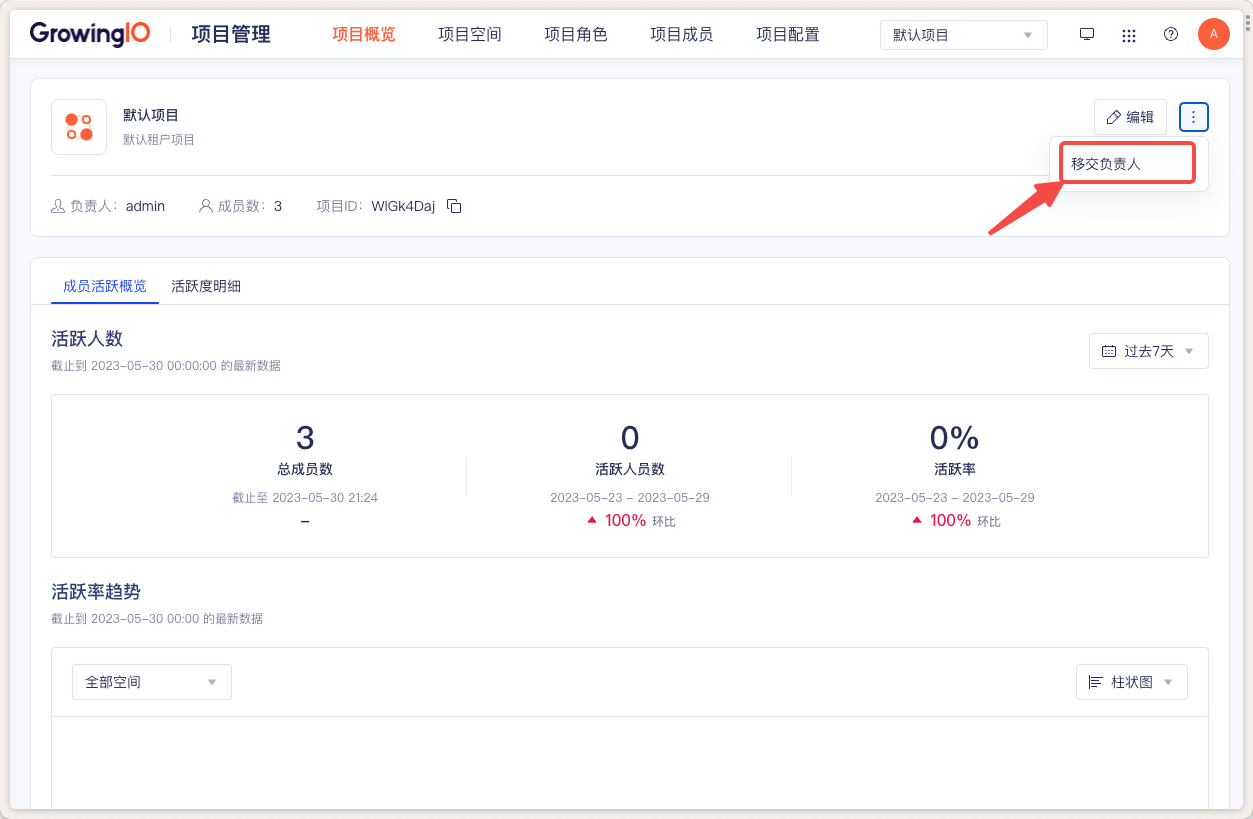 GrowingIO 项目管理 项目概览 项目空间 项目角色 项目成员 项目配置 默认项目 A
默认项目
默认租户项目
编辑
移交负责人
负责人: admin 成员数: 3 项目ID: WlGk4Daj
成员活跃概览 活跃度明细
活跃人数
截止到 2023-05-30 00:00:00 的最新数据
过去7天
3 0 0%
总成员数 活跃人员数 活跃率
截止至 2023-05-30 21:24 2023-05-23 - 2023-05-29 2023-05-23 - 2023-05-29
- 100% 环比 100% 环比
活跃率趋势
截止到 2023-05-30 00:00 的最新数据
全部空间 柱状图